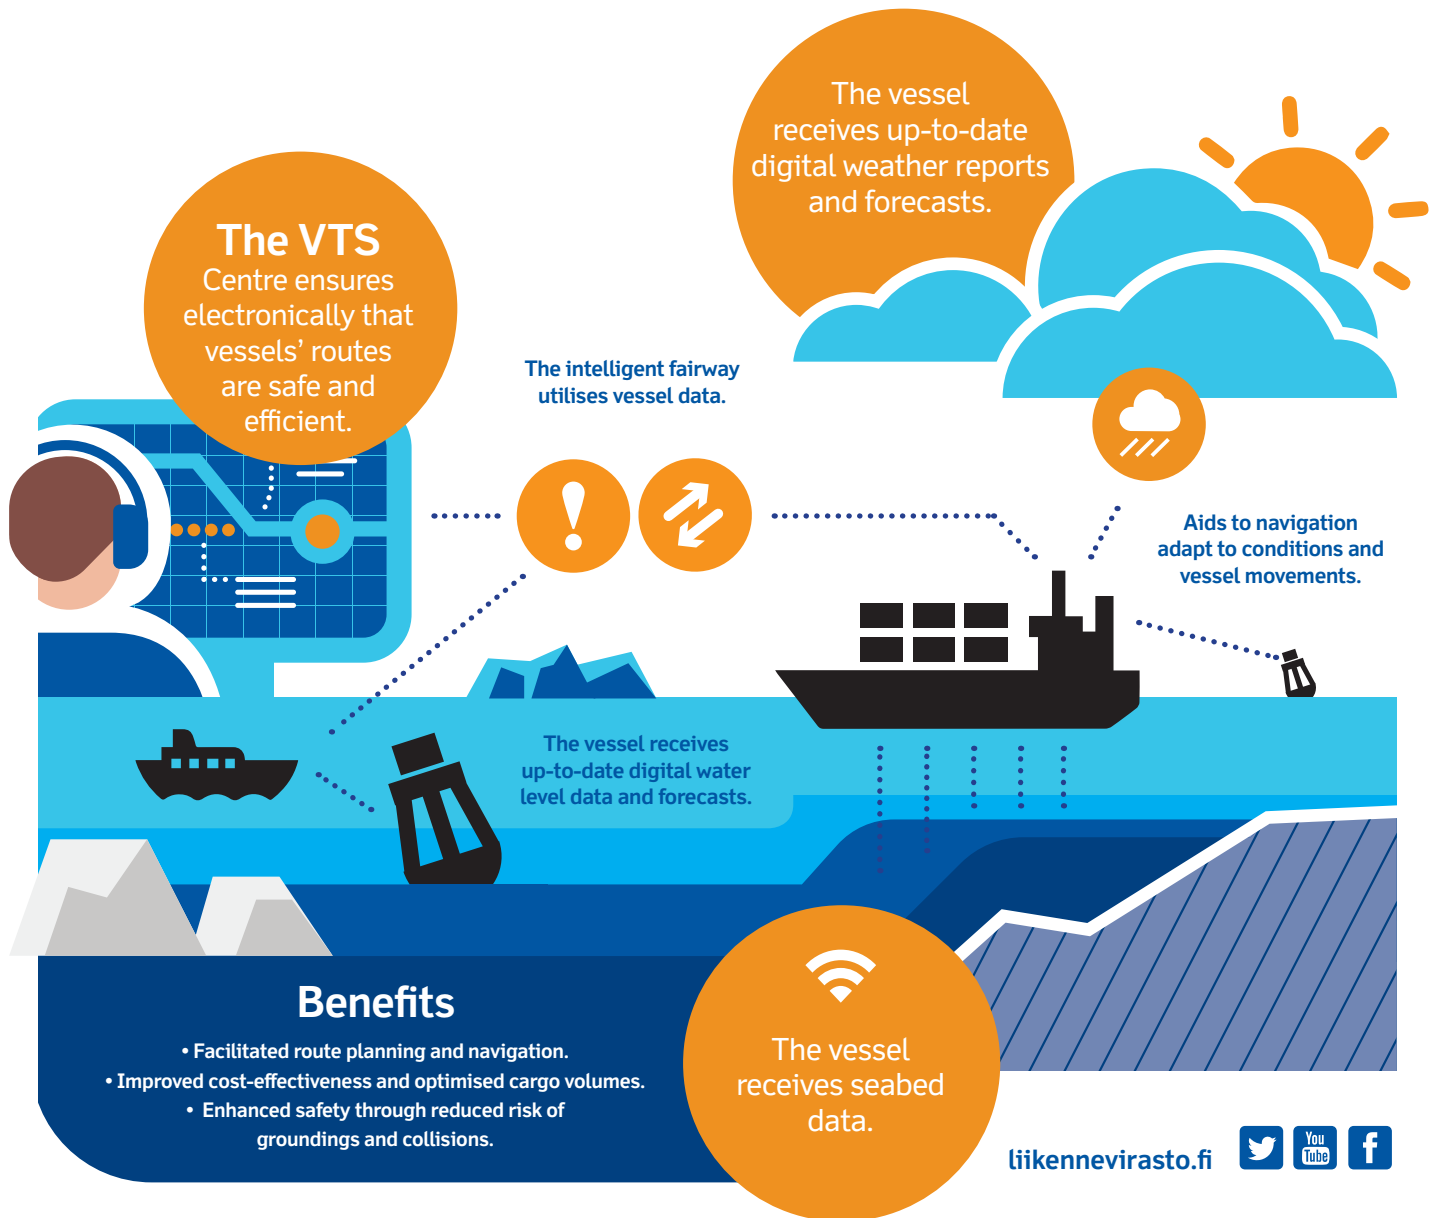 The vessel
receives up-to-date
digital weather reports
and forecasts.
The VTS
Centre ensures
electronically that
vessels’ routes
are safe and
efficient.
The intelligent fairway
utilises vessel data.
Aids to navigation
adapt to conditions and
vessel movements.
The vessel receives
up-to-date digital water
level data and forecasts.
Benefits
• Facilitated route planning and navigation.
• Improved cost-effectiveness and optimised cargo volumes.
• Enhanced safety through reduced risk of
groundings and collisions.
The vessel
receives seabed
data.
liikennevirasto.fi
You
Tube